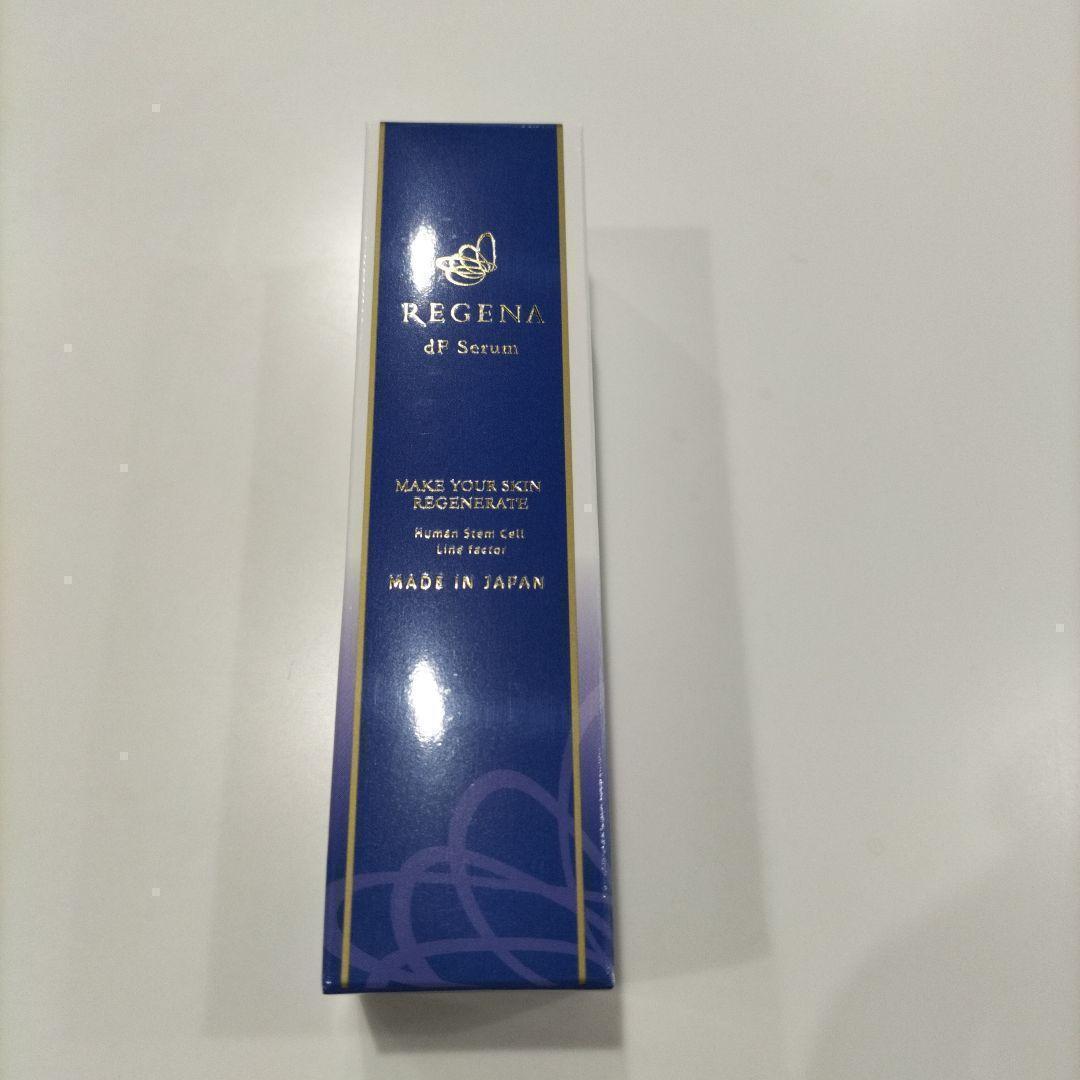 REGENA
dF Serum
MAKE YOUR SKIN
REGENERATE
Human Stem Cell
Line factor
MADE IN JAPAN